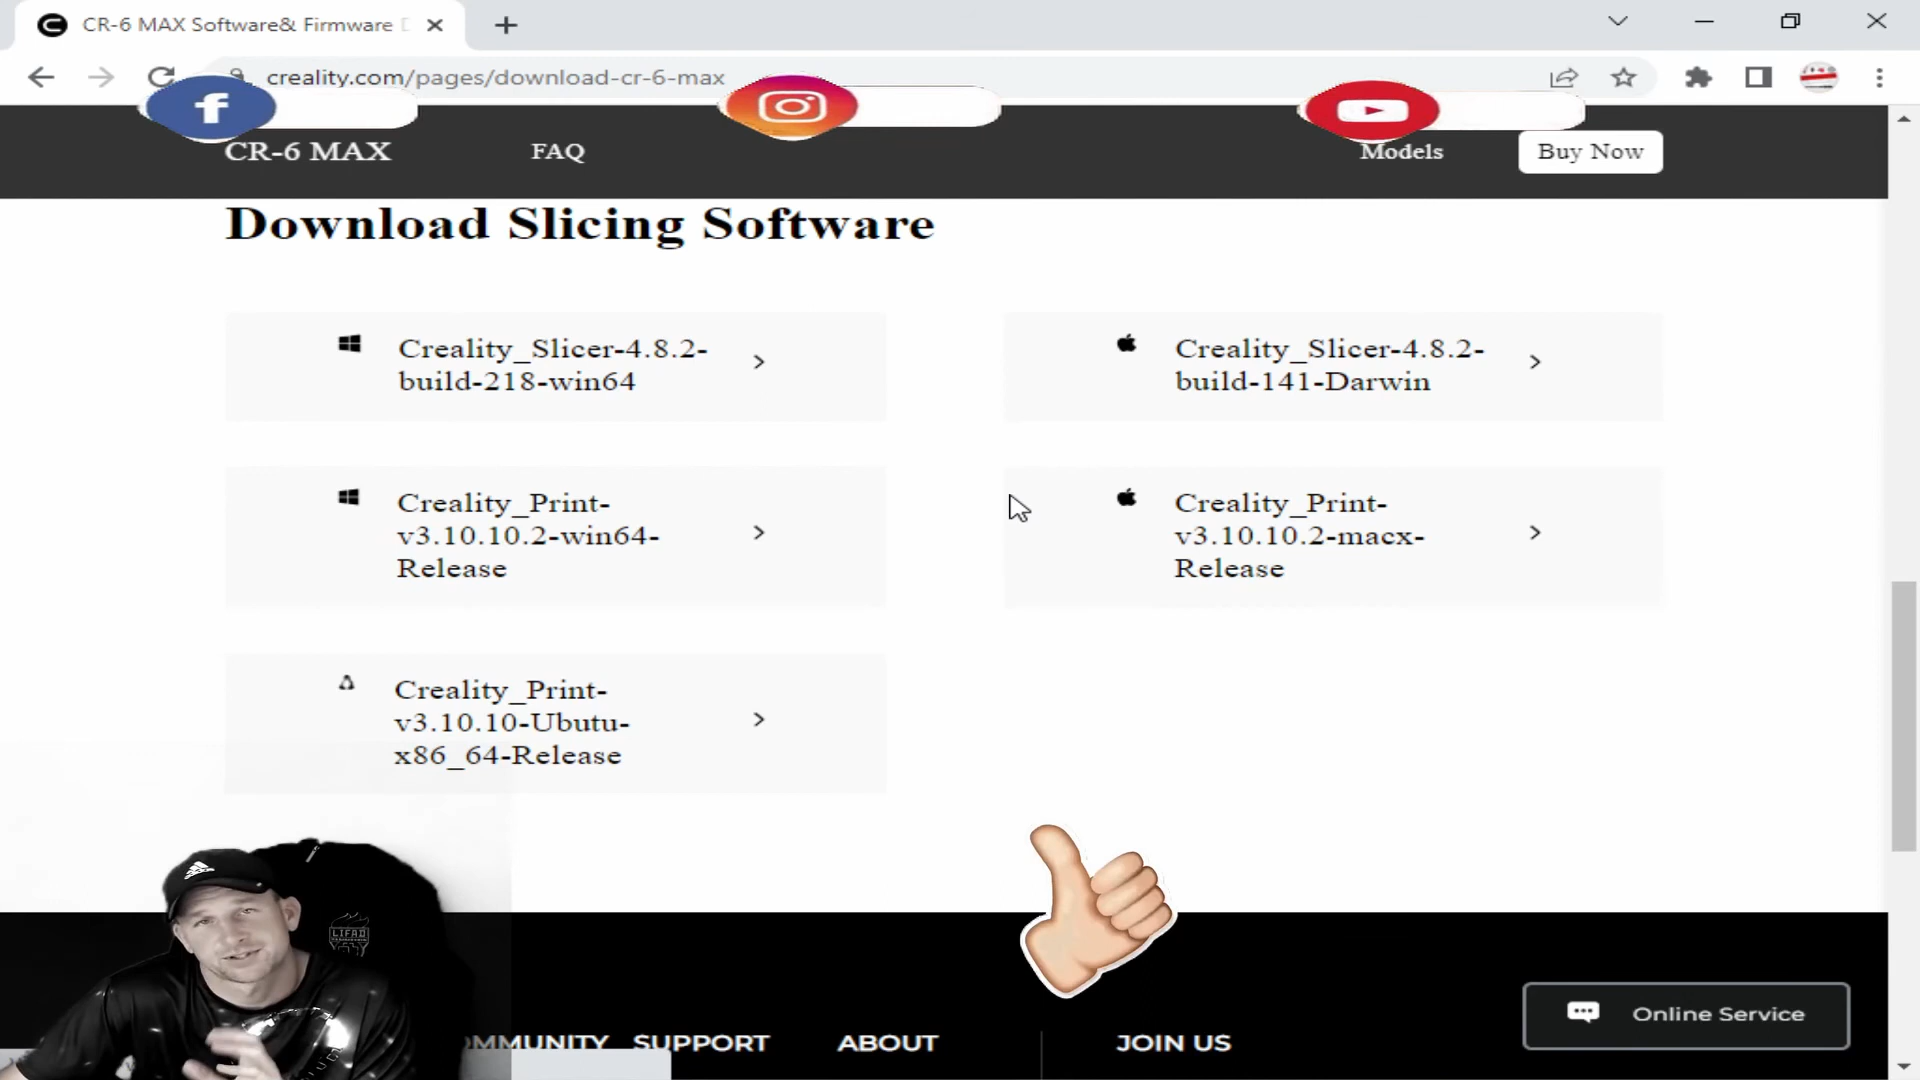 CR-6 MAX Software& Firmware D
creality.com/pages/download-cr-6-max
f
CR-6 MAX FAQ Models Buy Now
Download Slicing Software
Creality_Slicer-4.8.2-
build-218-win64
Creality_Slicer-4.8.2-
build-141-Darwin
Creality_Print-
v3.10.10.2-win64-
Release
Creality_Print-
v3.10.10.2-macx-
Release
Creality_Print-
v3.10.10-Ubutu-
x86_64-Release
LIFAD
OMMUNITY SUPPORT ABOUT JOIN US
Online Service